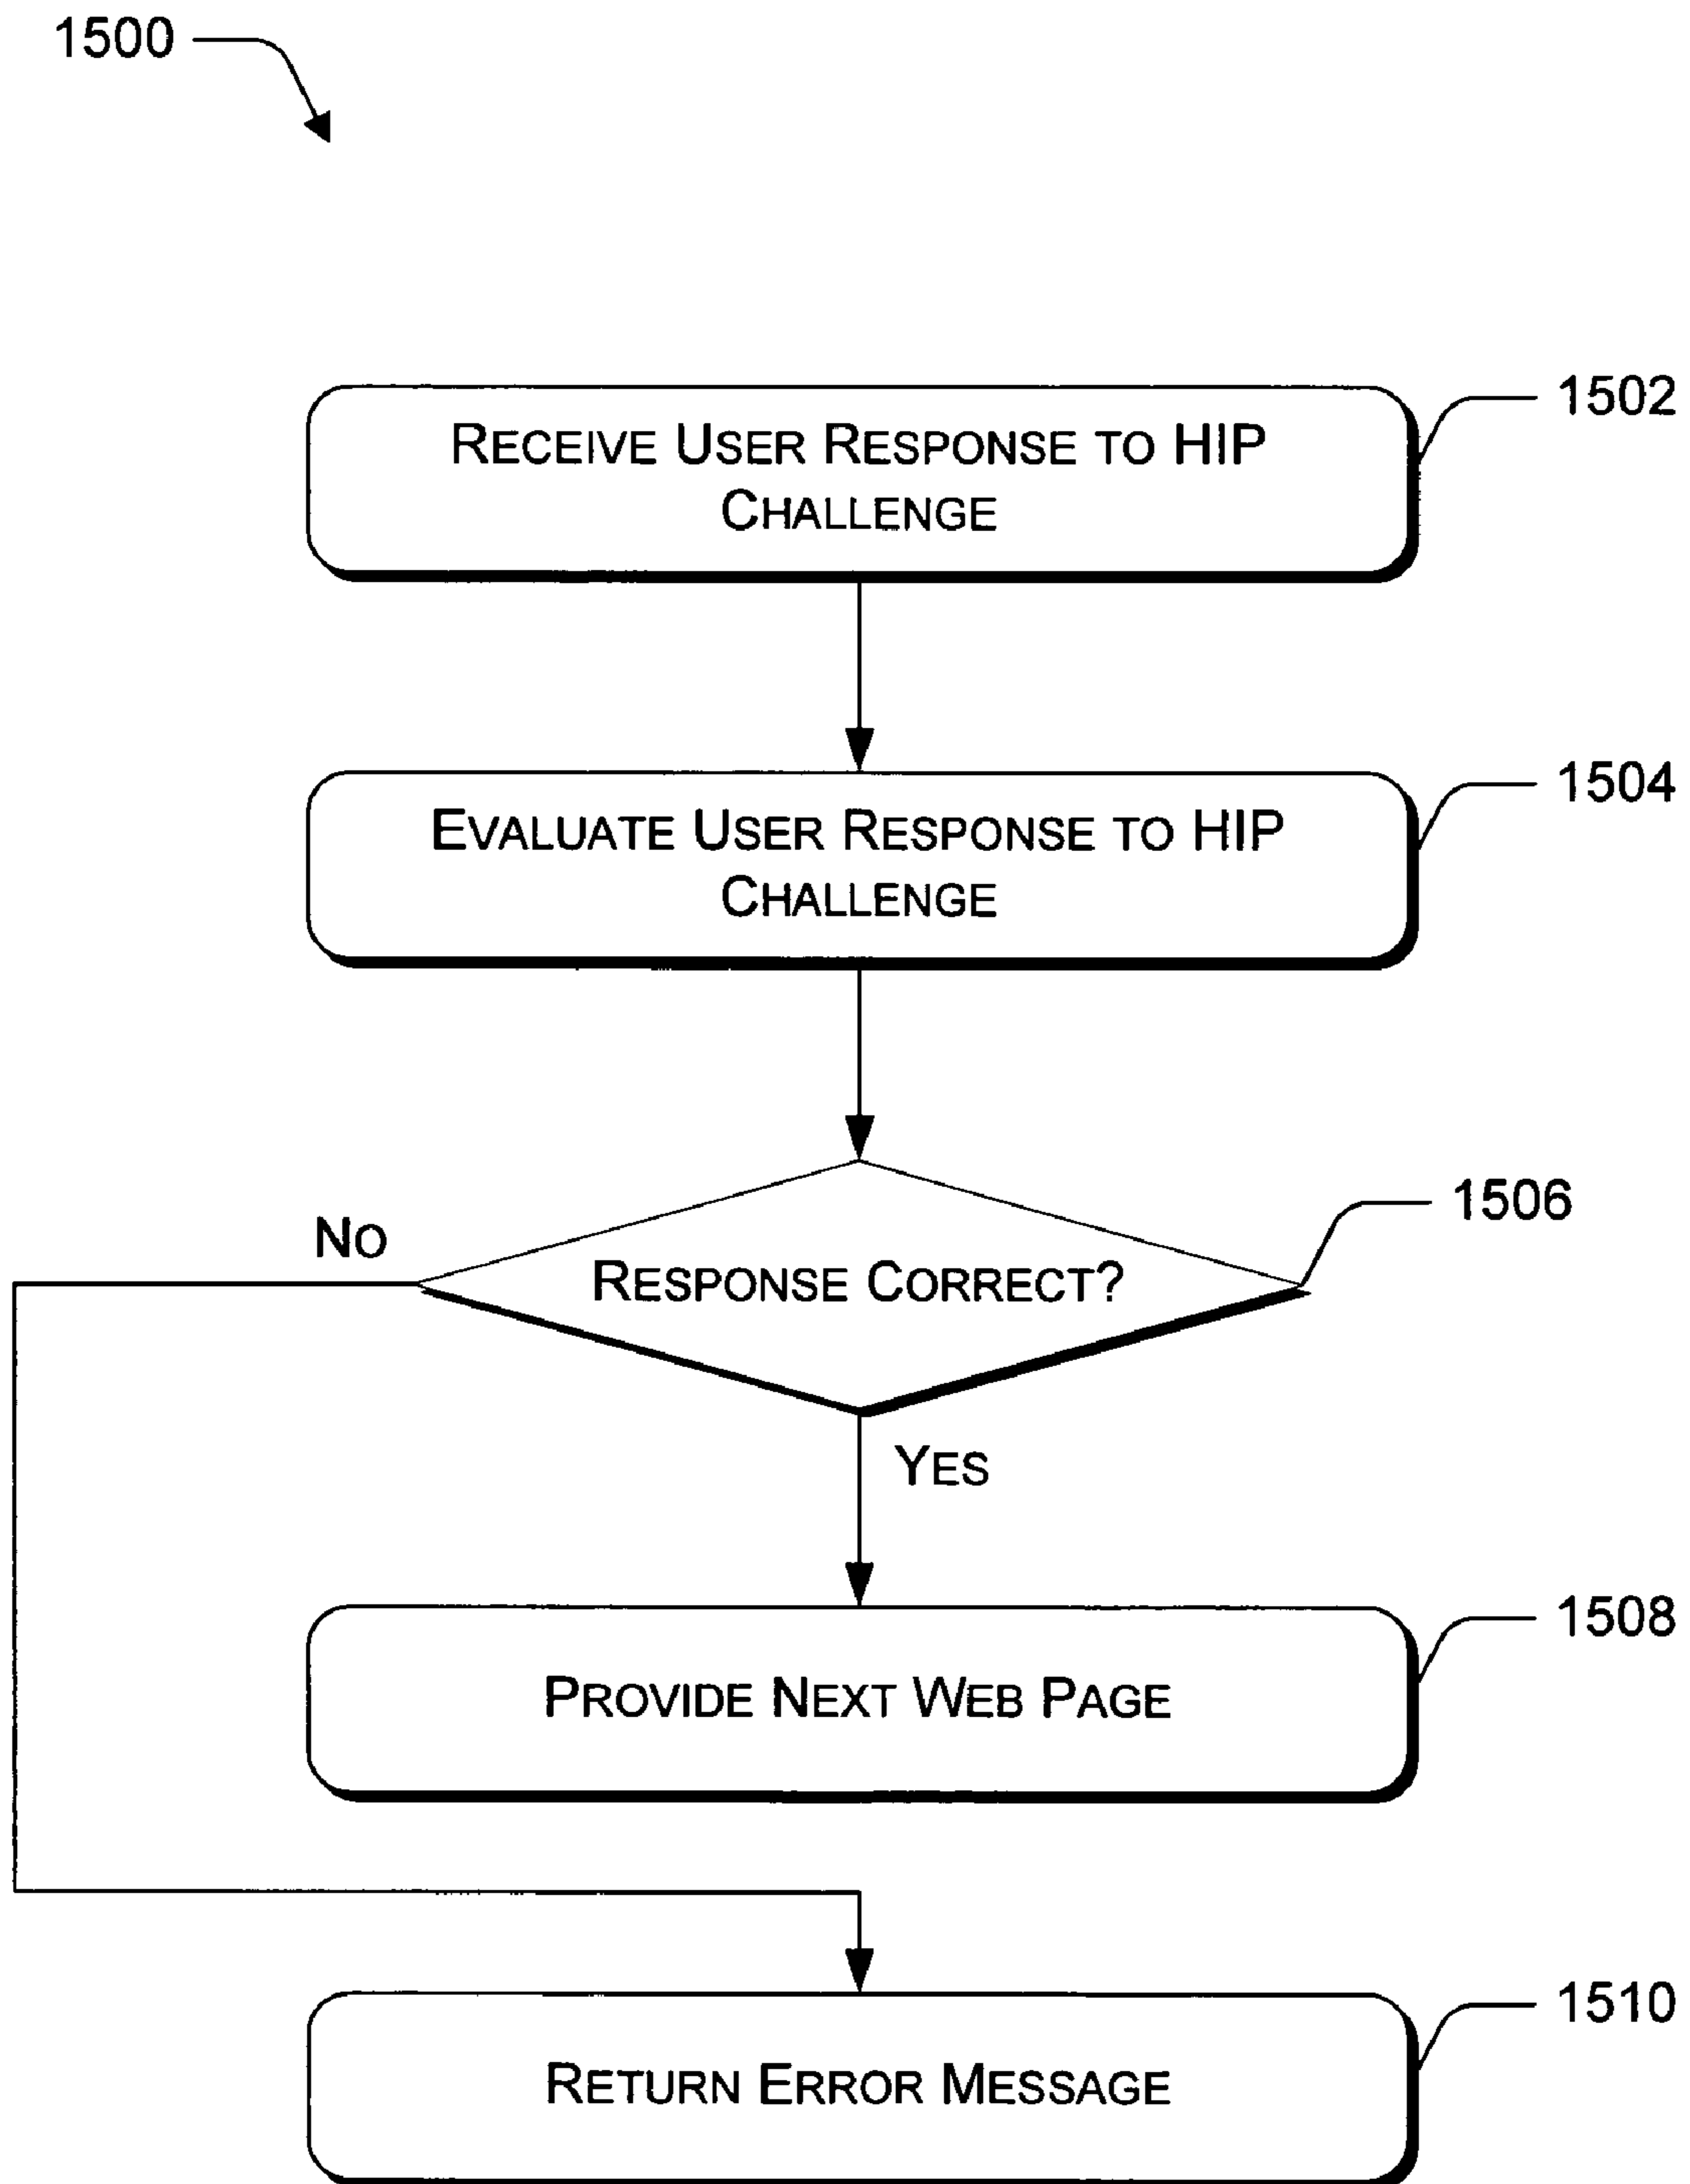 1500
RECEIVE USER RESPONSE TO HIP
CHALLENGE
1502
EVALUATE USER RESPONSE TO HIP
CHALLENGE
1504
RESPONSE CORRECT?
1506
NO
YES
PROVIDE NEXT WEB PAGE
1508
RETURN ERROR MESSAGE
1510